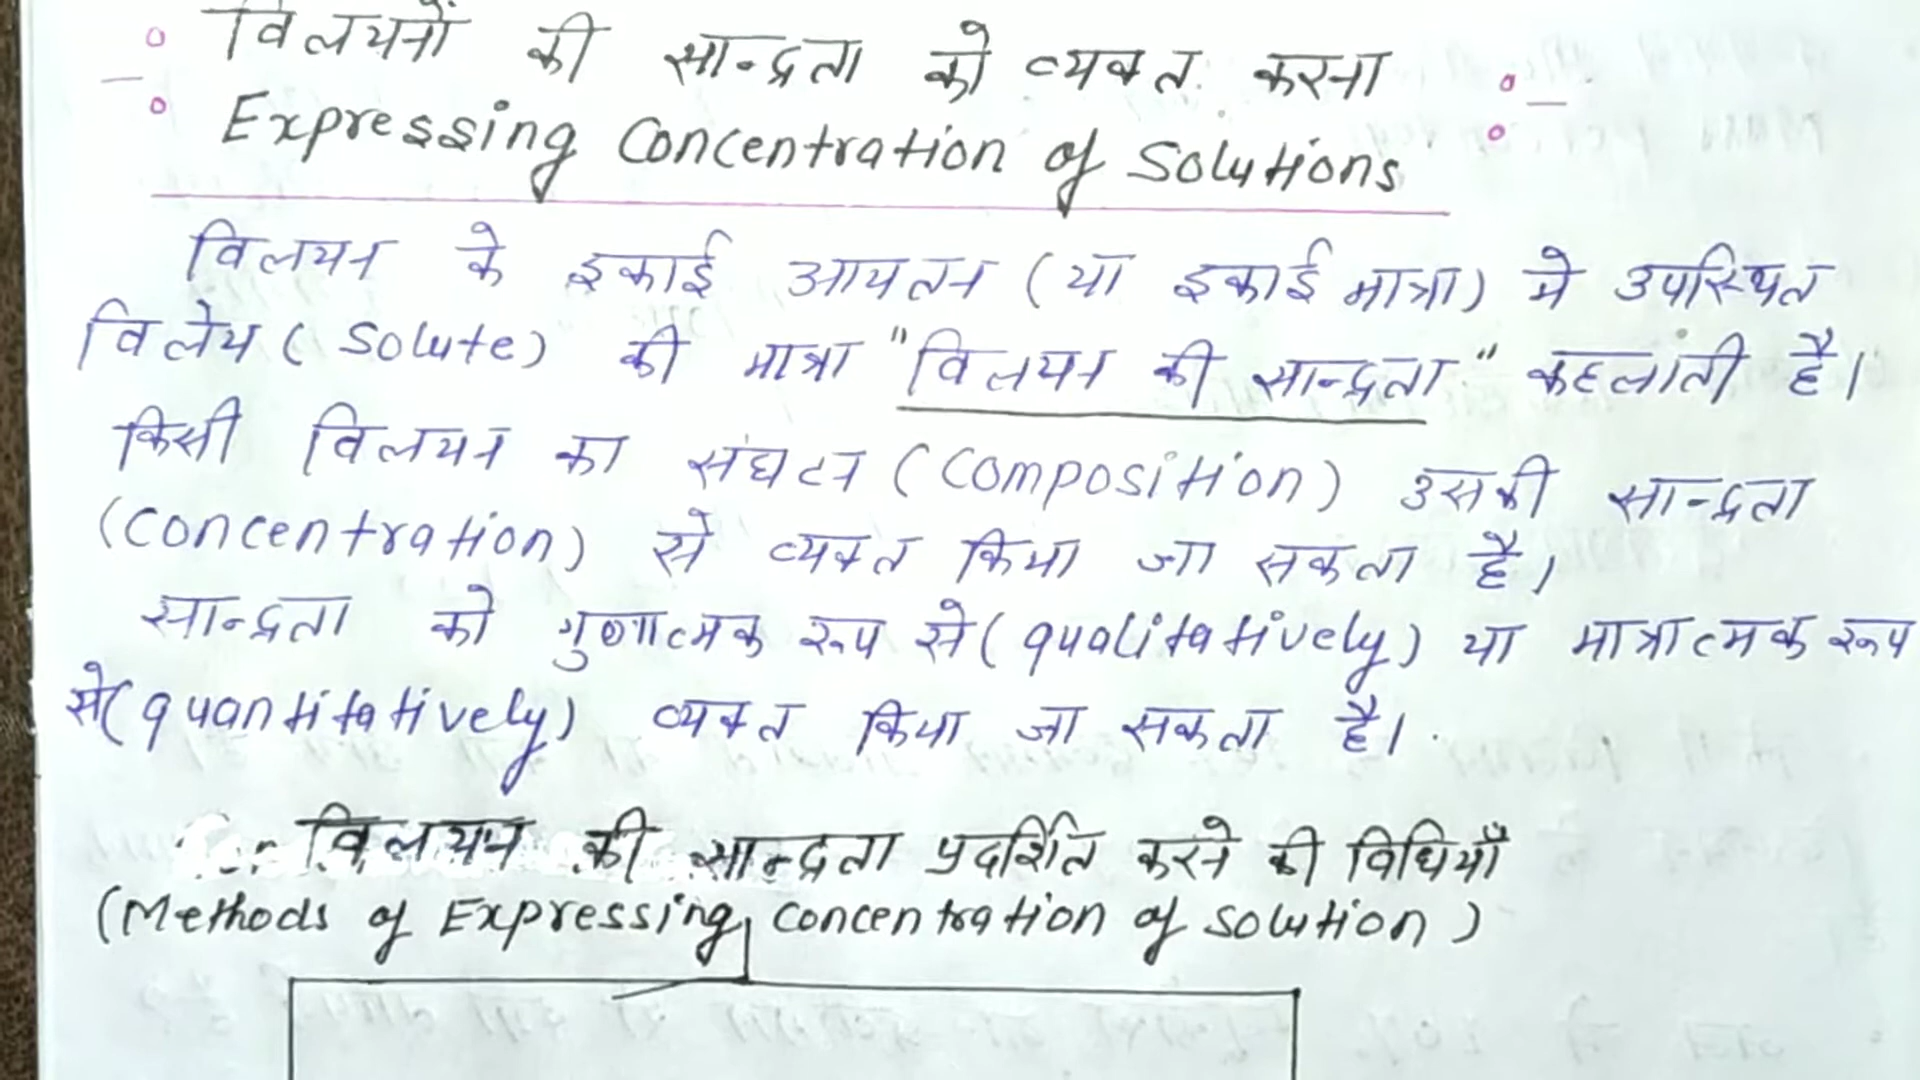 विलयनों की सान्द्रता को व्यक्त करना
Expressing Concentration of Solutions
विलयन के इकाई आयतन (या इकाई मात्रा) मे उपस्थित
विलेय (Solute) की मात्रा "विलयन की सान्द्रता" कहलाती है।
किसी विलयन का संघटन (Composition) उसकी सान्द्रता
(Concentration) से व्यक्त किया जा सकता है।
सान्द्रता को गुणात्मक रूप से (qualitatively) या मात्रात्मक रूप
से (quantitatively) व्यक्त किया जा सकता है।
विलयन की सान्द्रता प्रदर्शित करने की विधियाँ
(Methods of Expressing concentration of solution)